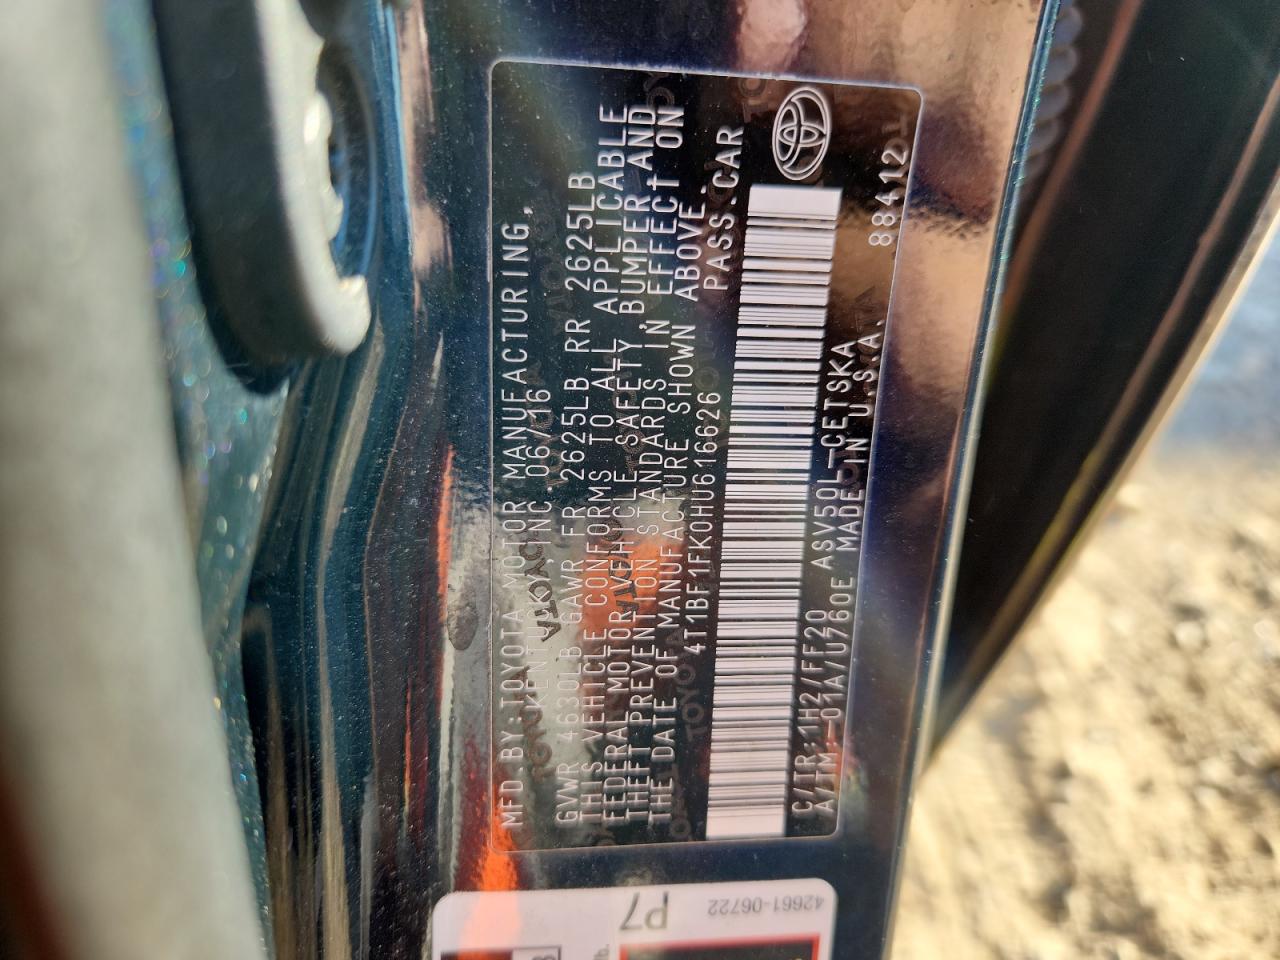 MFD.BY:TOYOTA MOTOR MANUFACTURING,
KENTUCKY,INC. 06/16
GVWR 4630LB GAWR FR 2625LB RR 2625LB
THIS VEHICLE CONFORMS TO ALL APPLICABLE
FEDERAL MOTOR VEHICLE SAFETY, BUMPER,AND
THEFT PREVENTION STANDARDS IN EFFECT ON
THE DATE OF MANUFACTURE SHOWN ABOVE.
4T1BF1FK0HU616626 PASS.CAR
C/TR:1H2/FF20 ASV50L-CETSKA
A/TM:-01A/U760E MADE IN U.S.A. 88412
P7
42661-06722